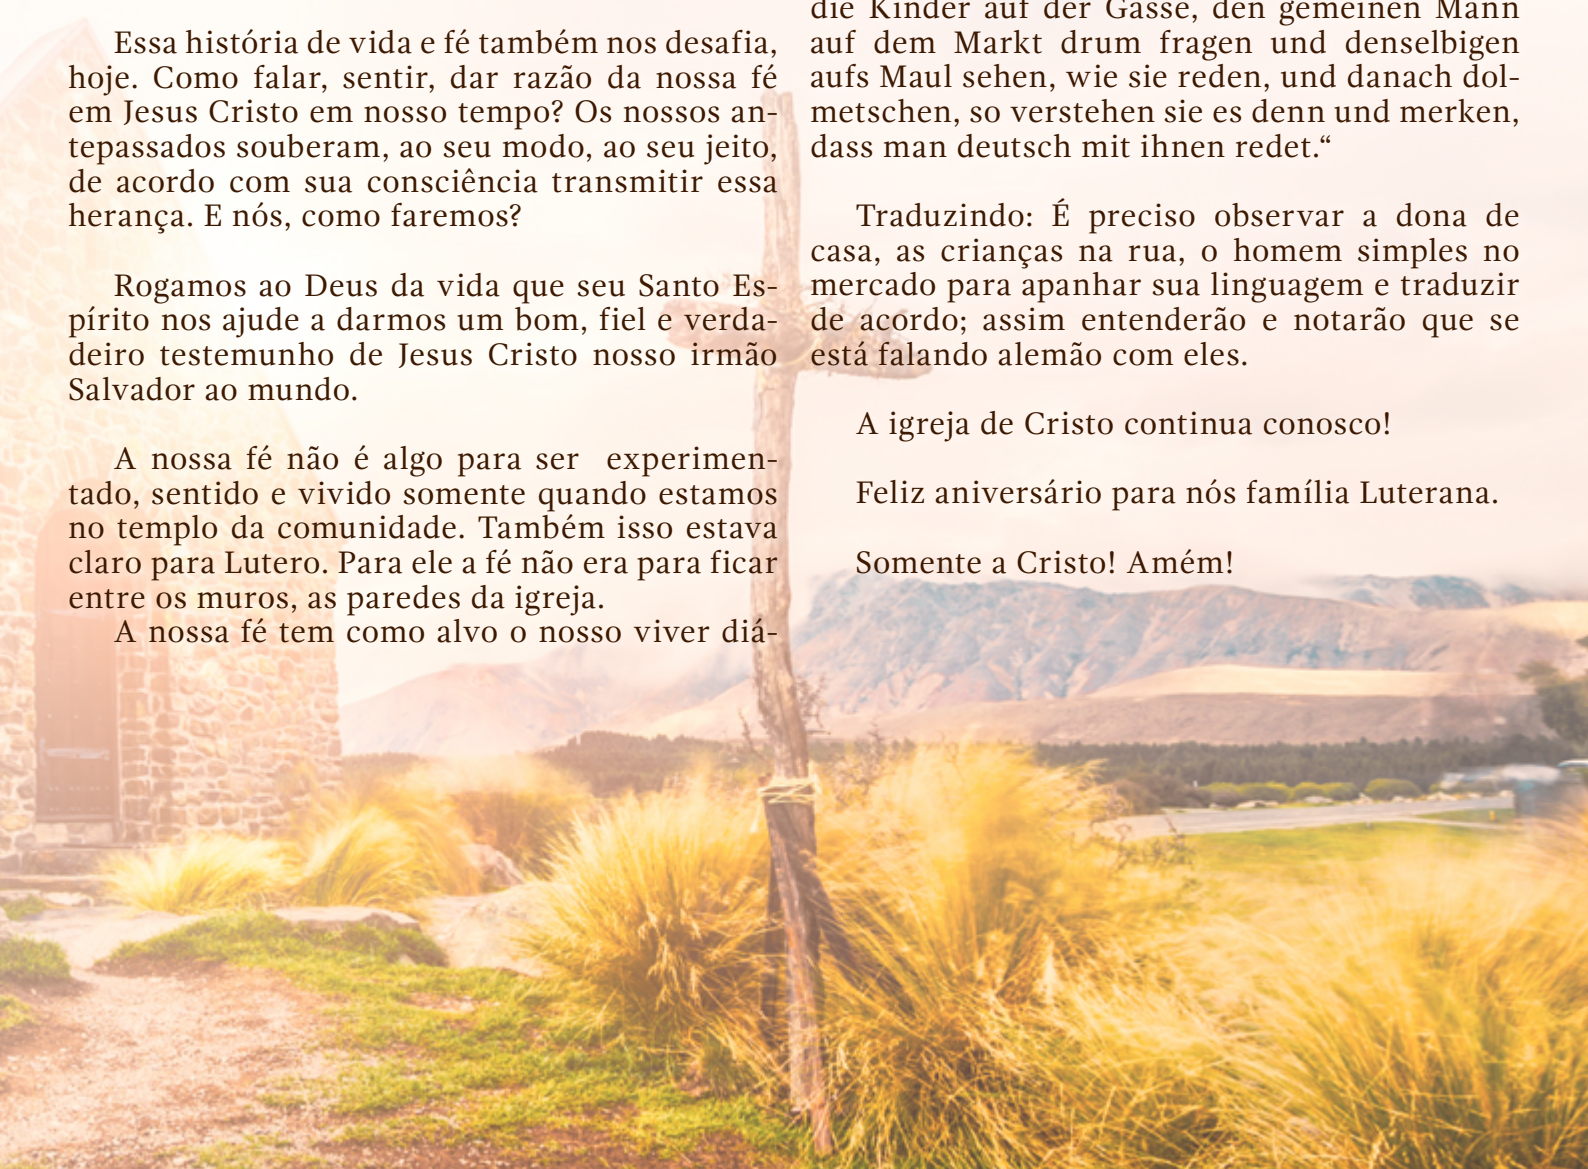 Essa história de vida e fé também nos desafia,
hoje. Como falar, sentir, dar razão da nossa fé
em Jesus Cristo em nosso tempo? Os nossos an-
tepassados souberam, ao seu modo, ao seu jeito,
de acordo com sua consciência transmitir essa
herança. E nós, como faremos?
Rogamos ao Deus da vida que seu Santo Es-
pírito nos ajude a darmos um bom, fiel e verda-
deiro testemunho de Jesus Cristo nosso irmão
Salvador ao mundo.
A nossa fé não é algo para ser experimen-
tado, sentido e vivido somente quando estamos
no templo da comunidade. Também isso estava
claro para Lutero. Para ele a fé não era para ficar
entre os muros, as paredes da igreja.
A nossa fé tem como alvo o nosso viver diá-
die Kinder auf der Gasse, den gemeinen Mann
auf dem Markt drum fragen und denselbigen
aufs Maul sehen, wie sie reden, und danach dol-
metschen, so verstehen sie es denn und merken,
dass man deutsch mit ihnen redet.“
Traduzindo: É preciso observar a dona de
casa, as crianças na rua, o homem simples no
mercado para apanhar sua linguagem e traduzir
de acordo; assim entenderão e notarão que se
está falando alemão com eles.
A igreja de Cristo continua conosco!
Feliz aniversário para nós família Luterana.
Somente a Cristo! Amém!